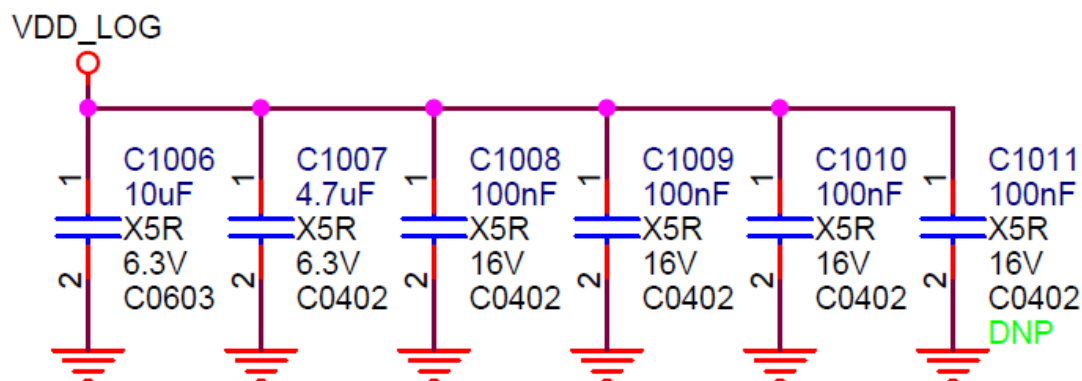 VDD_LOG
1
C1006
10uF
X5R
6.3V
C0603
2
1
C1007
4.7uF
X5R
6.3V
C0402
2
1
C1008
100nF
X5R
16V
C0402
2
1
C1009
100nF
X5R
16V
C0402
2
1
C1010
100nF
X5R
16V
C0402
2
1
C1011
100nF
X5R
16V
C0402
DNP
2